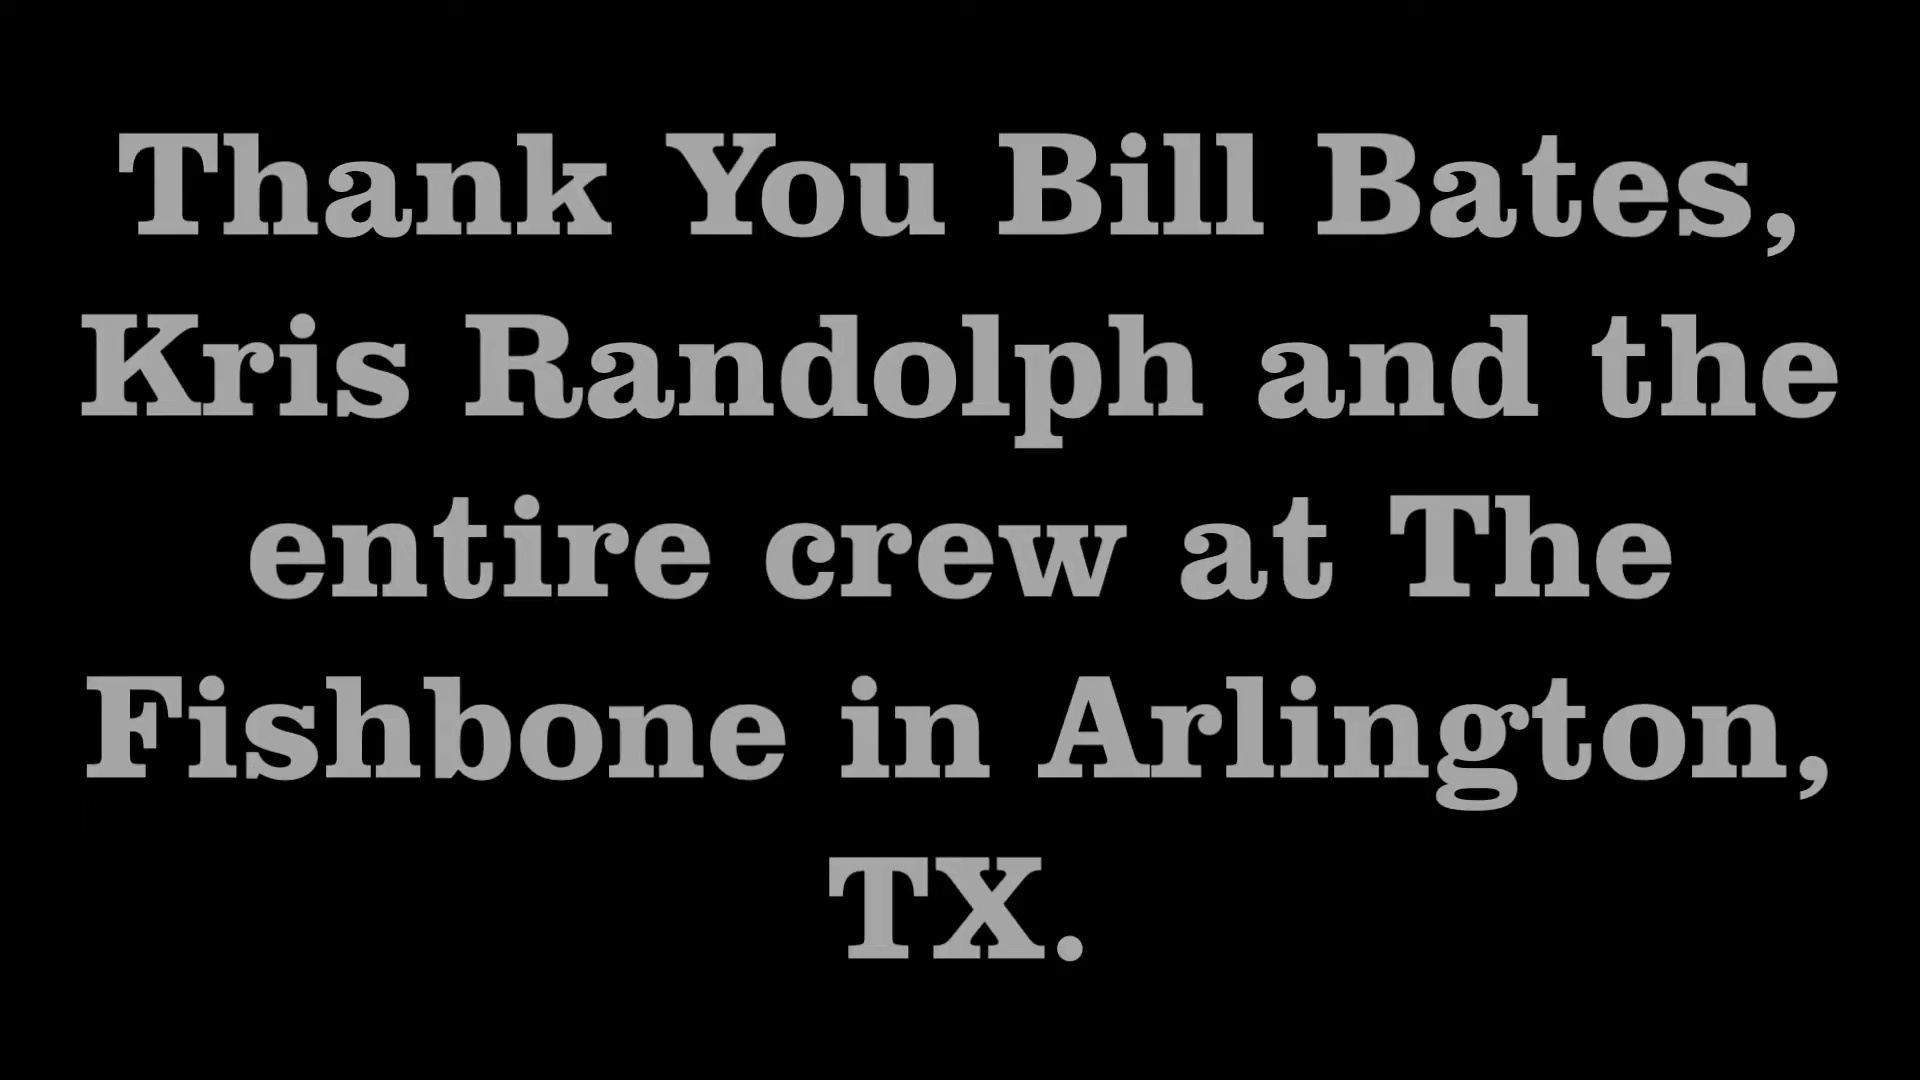 Thank You Bill Bates,
Kris Randolph and the
entire crew at The
Fishbone in Arlington,
TX.